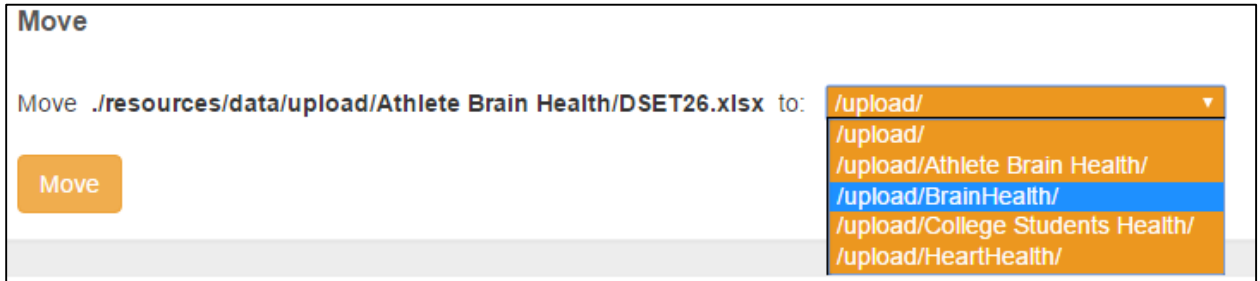 Move
Move ./resources/data/upload/Athlete Brain Health/DSET26.xlsx to: /upload/
/upload/
/upload/Athlete Brain Health/
Move
/upload/BrainHealth/
/upload/College Students Health/
/upload/HeartHealth/